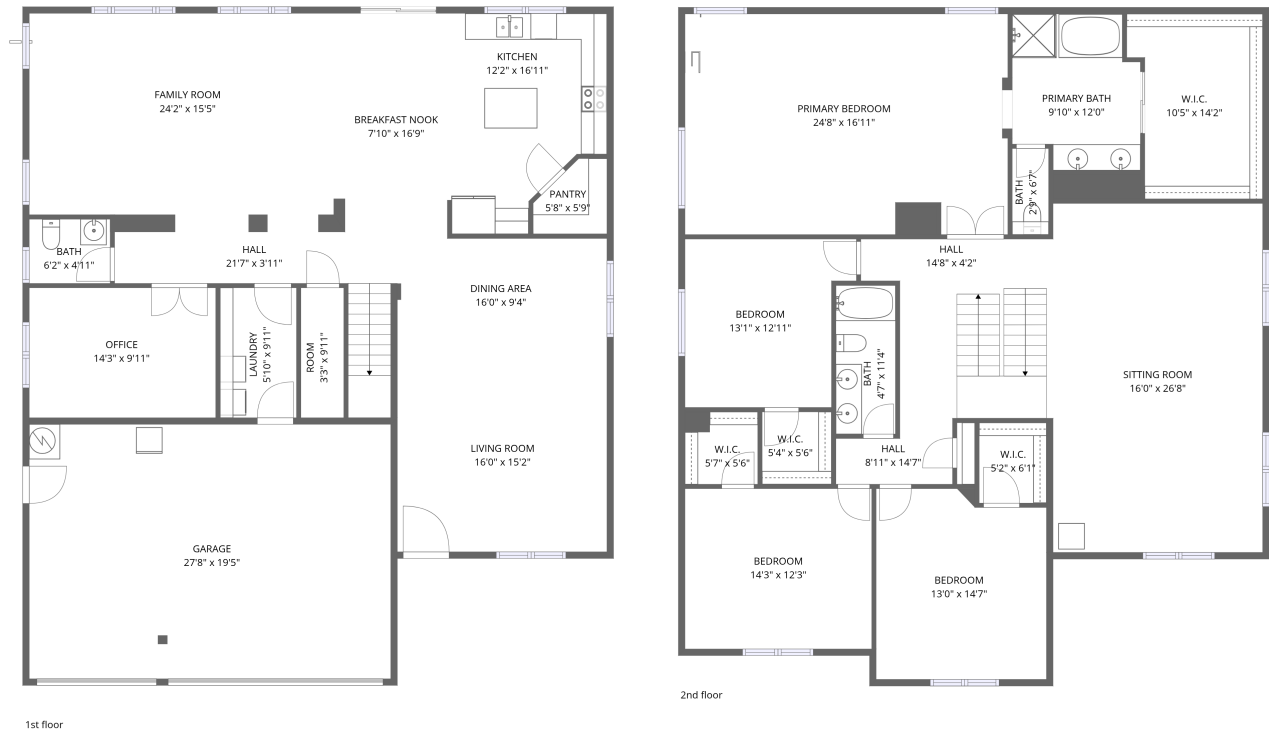 FAMILY ROOM
24'2" x 15'5"
BREAKFAST NOOK
7'10" x 16'9"
KITCHEN
12'2" x 16'11"
PANTRY
5'8" x 5'9"
BATH
6'2" x 4'11"
HALL
21'7" x 3'11"
DINING AREA
16'0" x 9'4"
OFFICE
14'3" x 9'11"
LAUNDRY
5'10" x 9'11"
ROOM
3'3" x 9'11"
LIVING ROOM
16'0" x 15'2"
GARAGE
27'8" x 19'5"
1st floor
PRIMARY BEDROOM
24'8" x 16'11"
PRIMARY BATH
9'10" x 12'0"
W.I.C.
10'5" x 14'2"
BATH
2'9" x 6'7"
HALL
14'8" x 4'2"
BEDROOM
13'1" x 12'11"
BATH
4'7" x 11'4"
SITTING ROOM
16'0" x 26'8"
W.I.C.
5'7" x 5'6"
W.I.C.
5'4" x 5'6"
HALL
8'11" x 14'7"
W.I.C.
5'2" x 6'1"
BEDROOM
14'3" x 12'3"
BEDROOM
13'0" x 14'7"
2nd floor